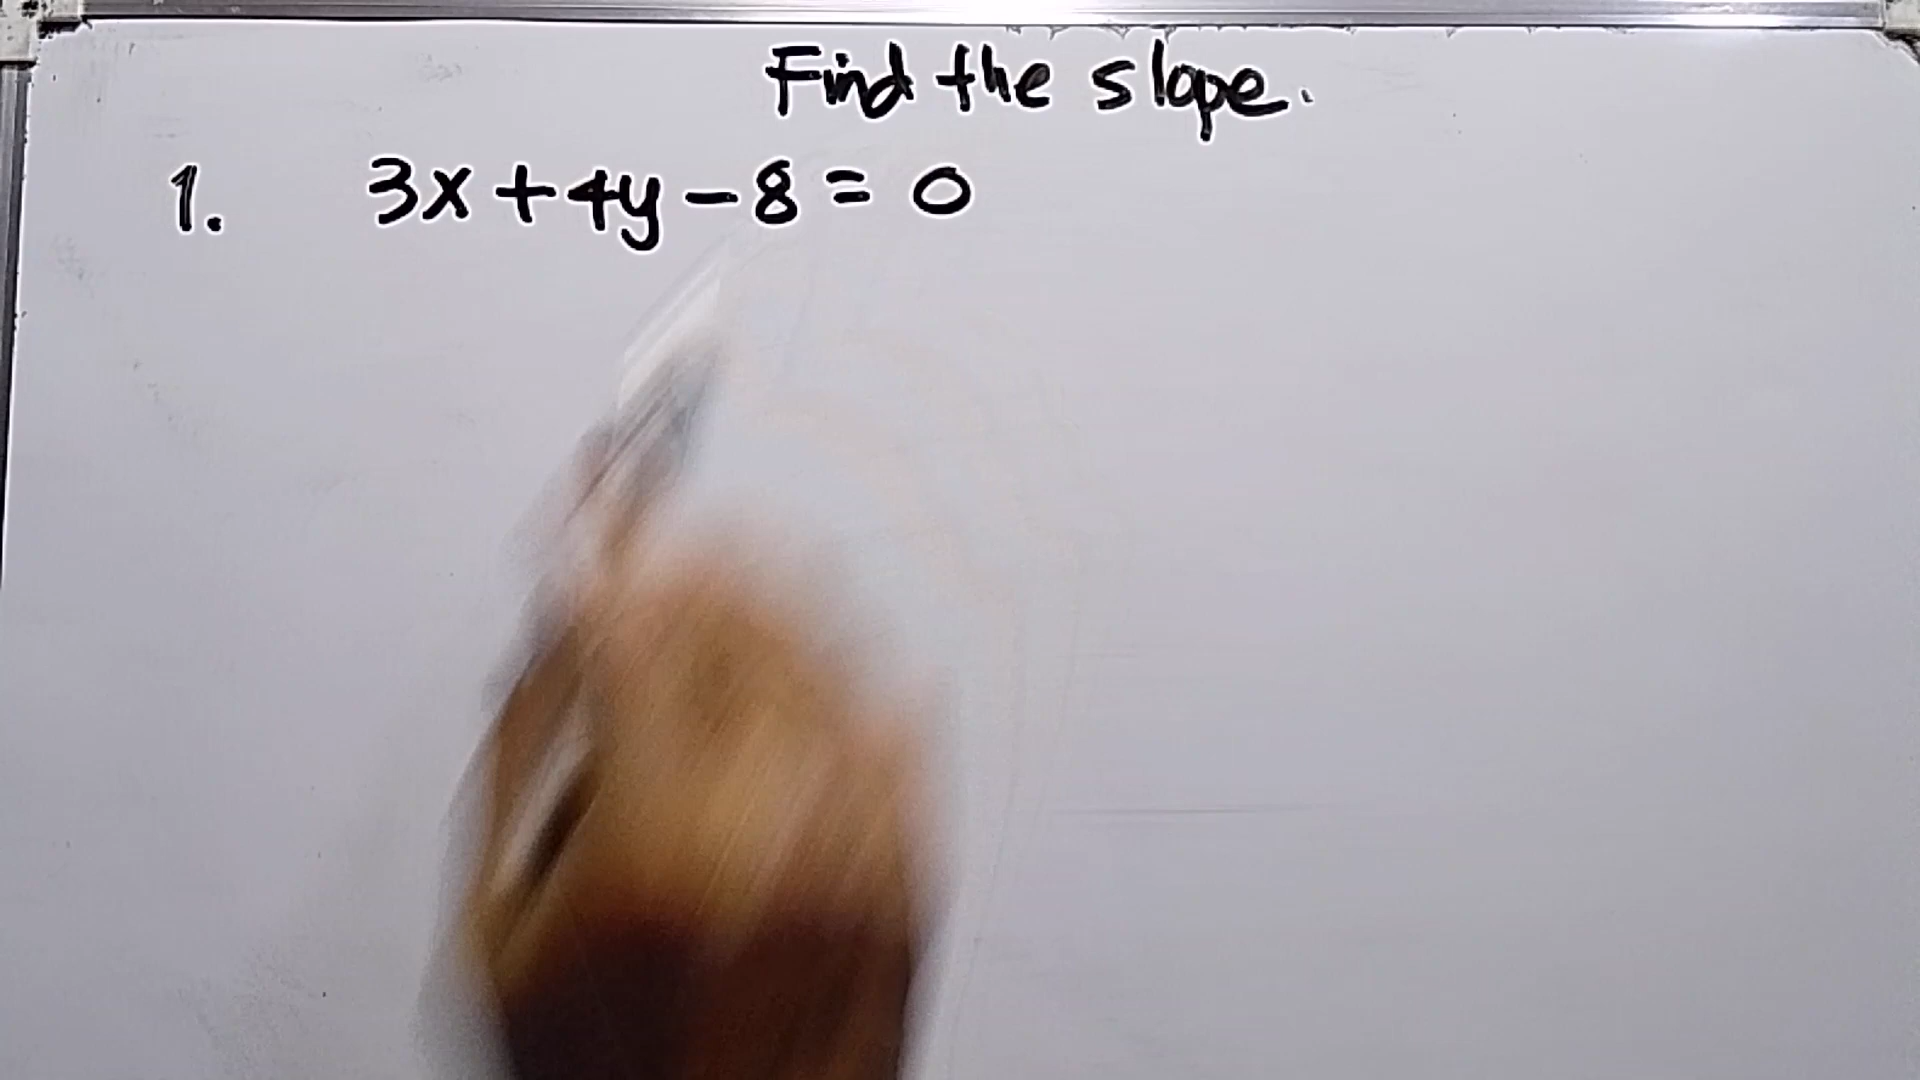 Find the slope.
1. 3x + 4y - 8 = 0